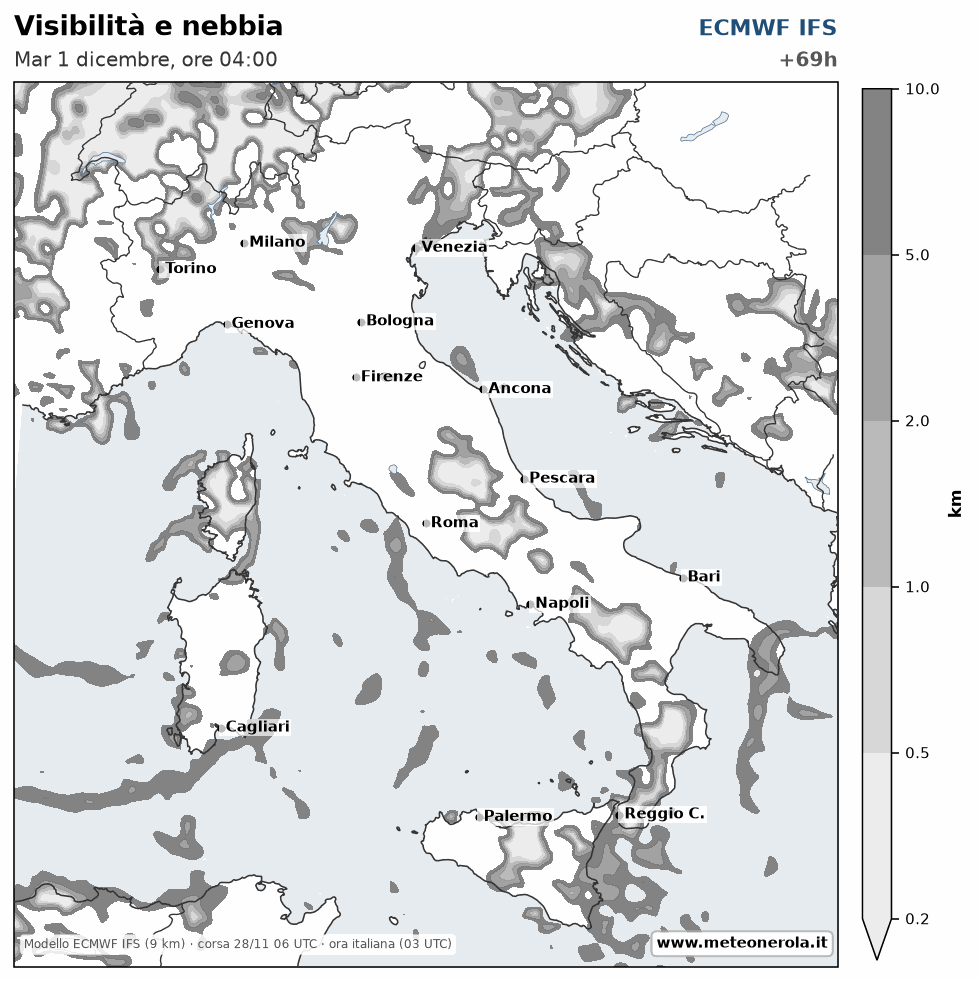 Visibilità e nebbia
ECMWF IFS
Mar 1 dicembre, ore 04:00
+69h
10.0
5.0
2.0
1.0
0.5
0.2
km
Milano
Venezia
Torino
Genova
Bologna
Firenze
Ancona
Pescara
Roma
Bari
Napoli
Cagliari
Palermo
Reggio C.
Modello ECMWF IFS (9 km) · corsa 28/11 06 UTC · ora italiana (03 UTC)
www.meteonerola.it